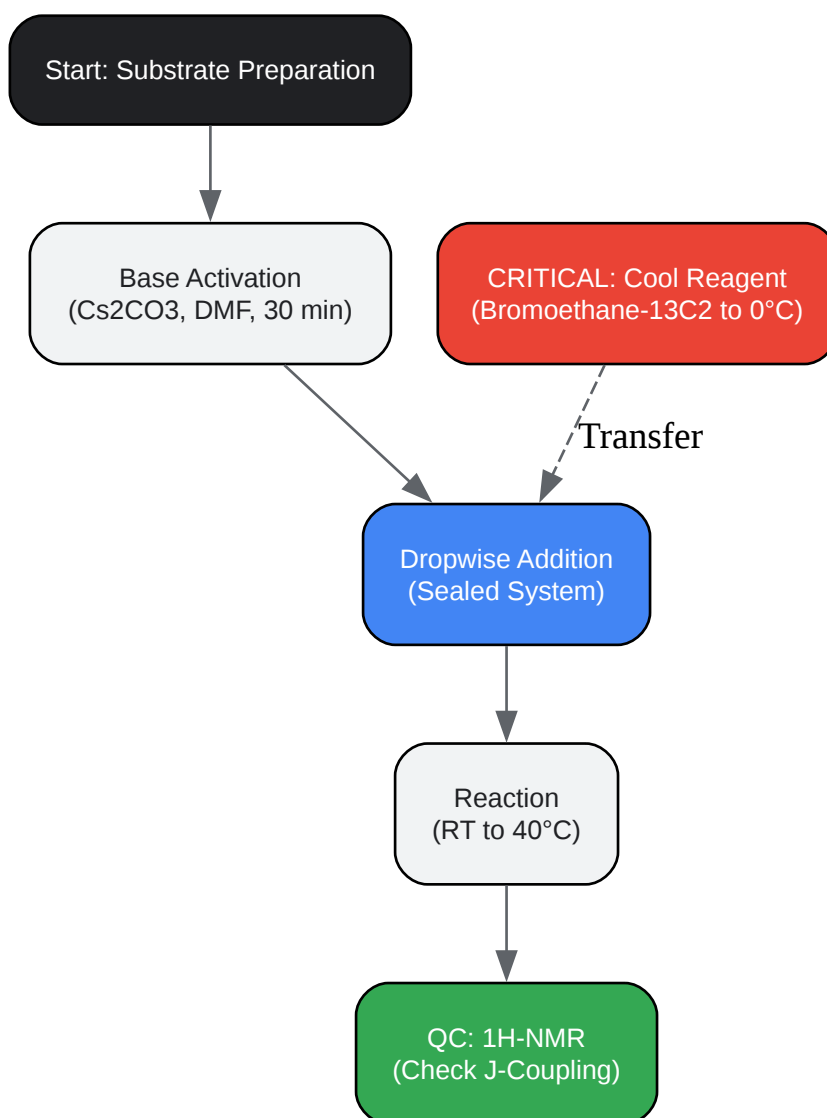 Start: Substrate Preparation
Base Activation
(Cs2CO3, DMF, 30 min)
CRITICAL: Cool Reagent
(Bromoethane-13C2 to 0°C)
Transfer
Dropwise Addition
(Sealed System)
Reaction
(RT to 40°C)
QC: 1H-NMR
(Check J-Coupling)